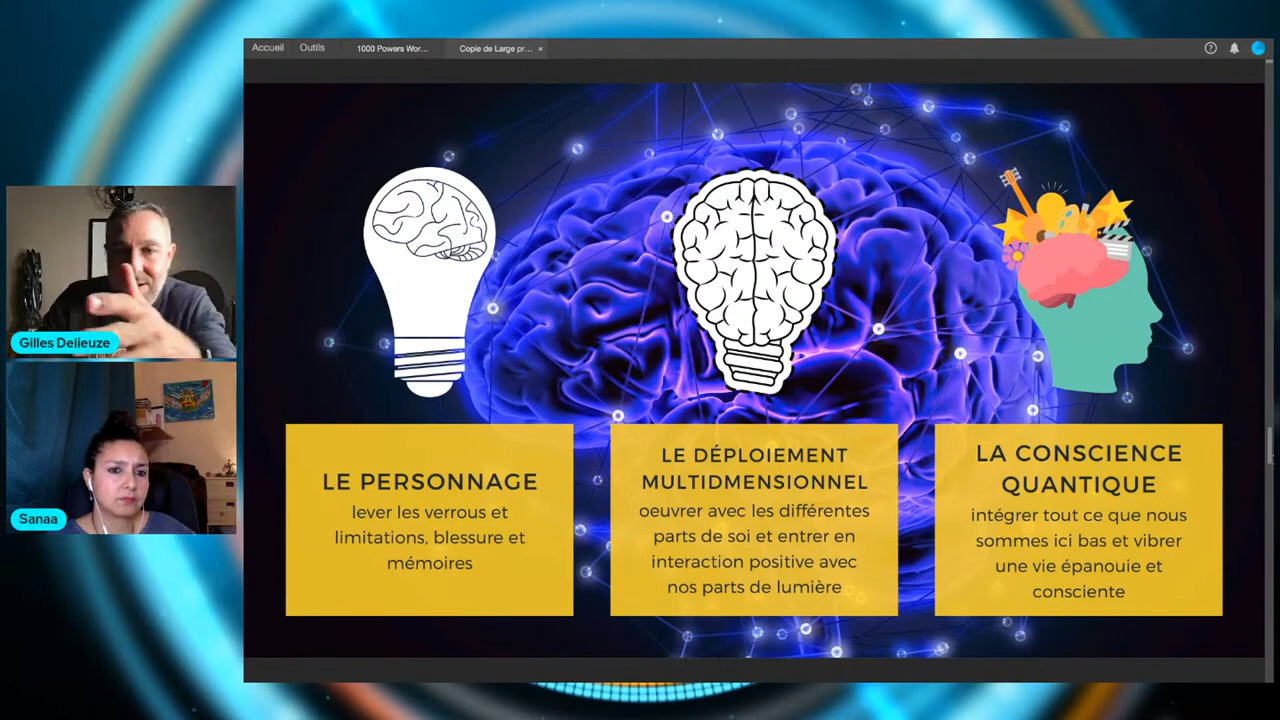 Accueil Outils 1000 Powers Wor... Copie de Large pr... ×
Gilles Delieuze
Sanaa
LE PERSONNAGE
lever les verrous et
limitations, blessure et
mémoires
LE DÉPLOIEMENT
MULTIDMENSIONNEL
oeuvrer avec les différentes
parts de soi et entrer en
interaction positive avec
nos parts de lumière
LA CONSCIENCE
QUANTIQUE
intégrer tout ce que nous
sommes ici bas et vibrer
une vie épanouie et
consciente